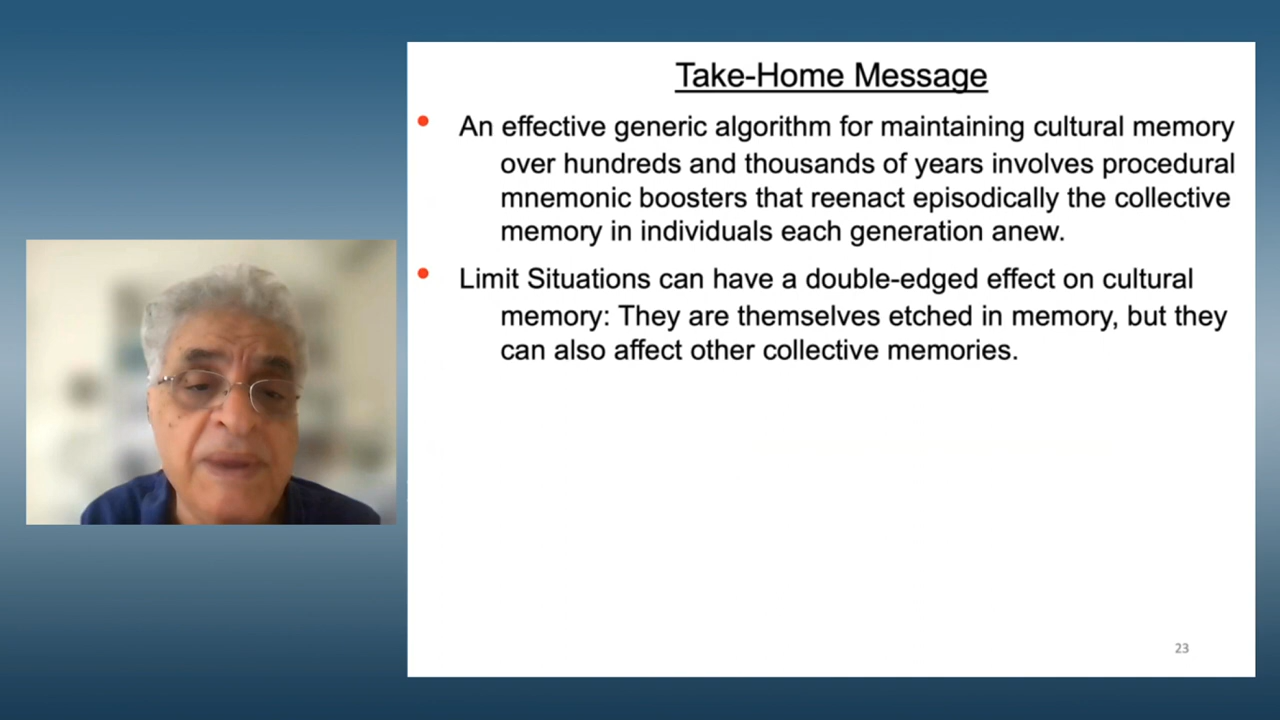 Take-Home Message
• An effective generic algorithm for maintaining cultural memory
over hundreds and thousands of years involves procedural
mnemonic boosters that reenact episodically the collective
memory in individuals each generation anew.
• Limit Situations can have a double-edged effect on cultural
memory: They are themselves etched in memory, but they
can also affect other collective memories.
23